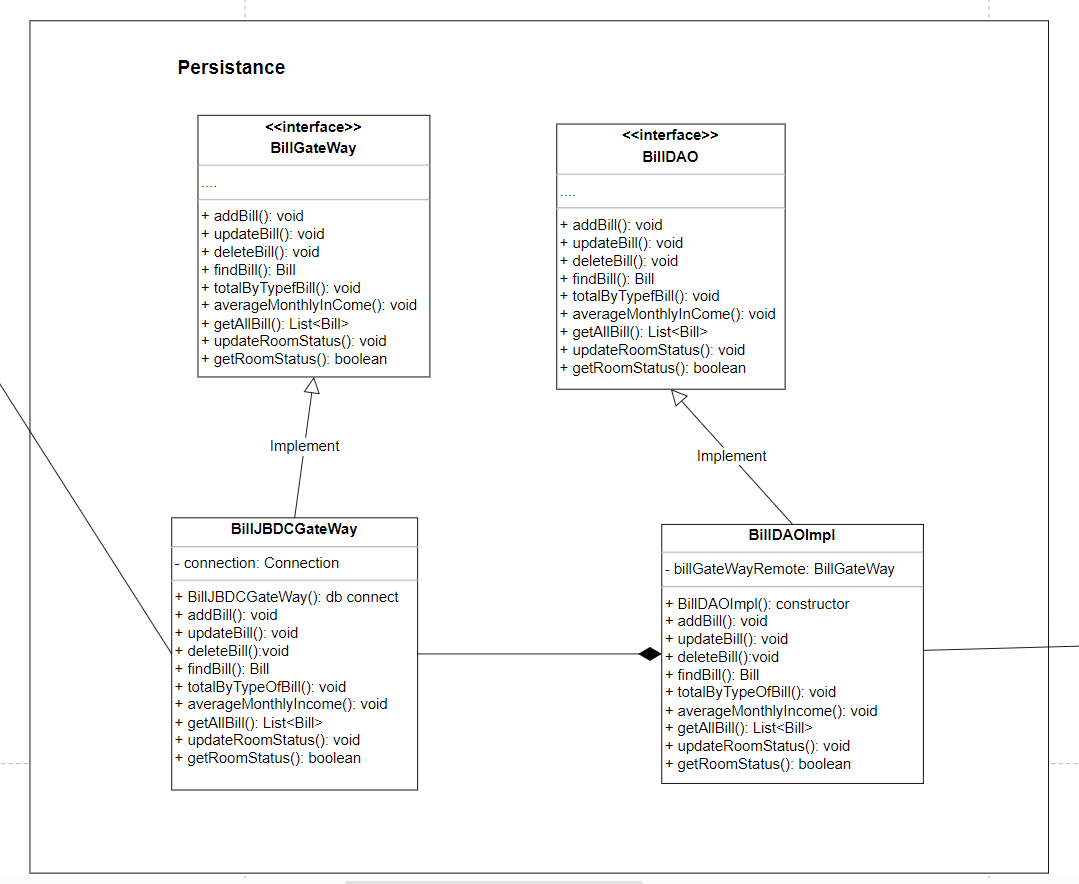 Persistance
<<interface>>
BillGateWay
....
+ addBill(): void
+ updateBill(): void
+ deleteBill(): void
+ findBill(): Bill
+ totalByTypefBill(): void
+ averageMonthlyInCome(): void
+ getAllBill(): List<Bill>
+ updateRoomStatus(): void
+ getRoomStatus(): boolean
<<interface>>
BillDAO
....
+ addBill(): void
+ updateBill(): void
+ deleteBill(): void
+ findBill(): Bill
+ totalByTypefBill(): void
+ averageMonthlyInCome(): void
+ getAllBill(): List<Bill>
+ updateRoomStatus(): void
+ getRoomStatus(): boolean
Implement
Implement
BillJBDCGateWay
- connection: Connection
+ BillJBDCGateWay(): db connect
+ addBill(): void
+ updateBill(): void
+ deleteBill():void
+ findBill(): Bill
+ totalByTypeOfBill(): void
+ averageMonthlyIncome(): void
+ getAllBill(): List<Bill>
+ updateRoomStatus(): void
+ getRoomStatus(): boolean
BillDAOImpl
- billGateWayRemote: BillGateWay
+ BillDAOImpl(): constructor
+ addBill(): void
+ updateBill(): void
+ deleteBill():void
+ findBill(): Bill
+ totalByTypeOfBill(): void
+ averageMonthlyIncome(): void
+ getAllBill(): List<Bill>
+ updateRoomStatus(): void
+ getRoomStatus(): boolean